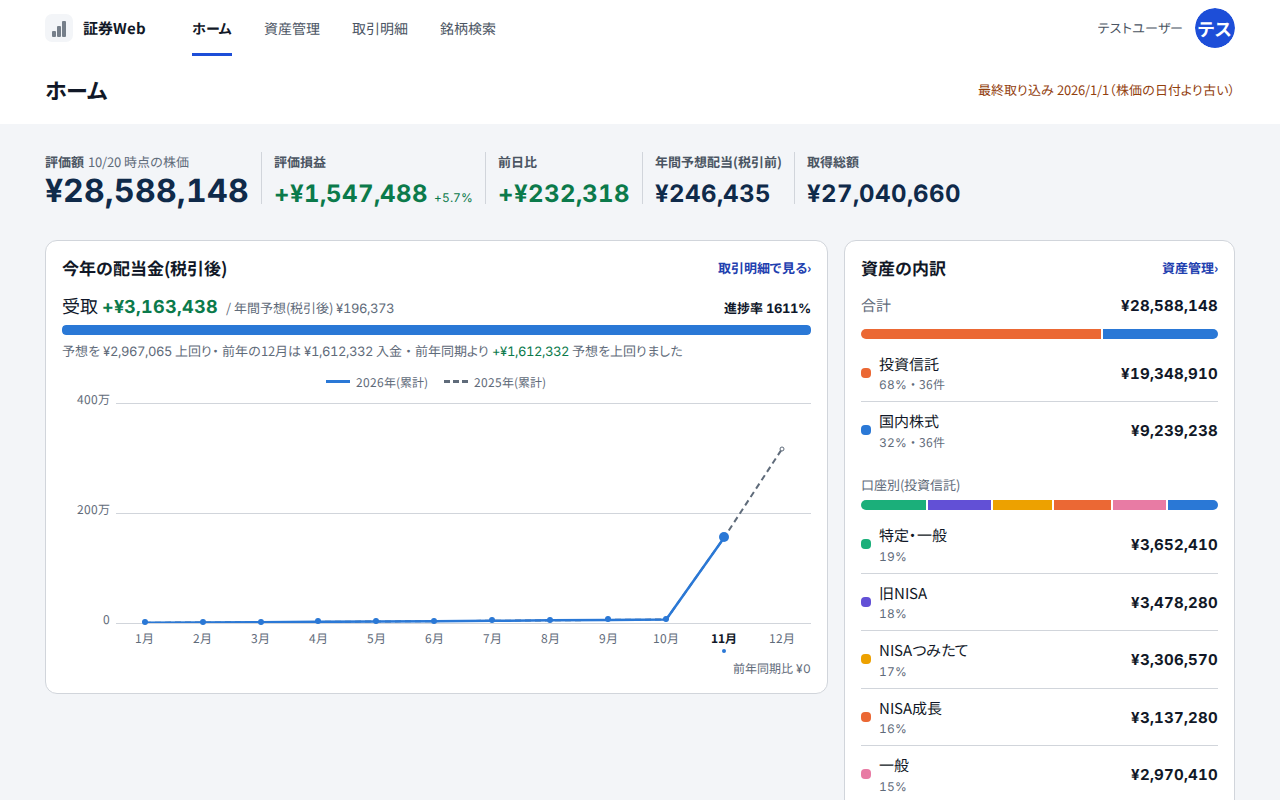 証券Web
ホーム
資産管理
取引明細
銘柄検索
テストユーザー
テス
ホーム
最終取り込み 2026/1/1(株価の日付より古い)
評価額 10/20 時点の株価
¥28,588,148
評価損益
+¥1,547,488 +5.7%
前日比
+¥232,318
年間予想配当(税引前)
¥246,435
取得総額
¥27,040,660
今年の配当金(税引後)
取引明細で見る›
受取 +¥3,163,438 / 年間予想(税引後) ¥196,373
進捗率 1611%
予想を ¥2,967,065 上回り・ 前年の12月は ¥1,612,332 入金・ 前年同期より +¥1,612,332 予想を上回りました
2026年(累計)
2025年(累計)
400万
200万
0
1月 2月 3月 4月 5月 6月 7月 8月 9月 10月 11月 12月
前年同期比 ¥0
資産の内訳
資産管理›
合計 ¥28,588,148
投資信託 ¥19,348,910
68%・36件
国内株式 ¥9,239,238
32%・36件
口座別(投資信託)
特定・一般 ¥3,652,410
19%
旧NISA ¥3,478,280
18%
NISAつみたて ¥3,306,570
17%
NISA成長 ¥3,137,280
16%
一般 ¥2,970,410
15%